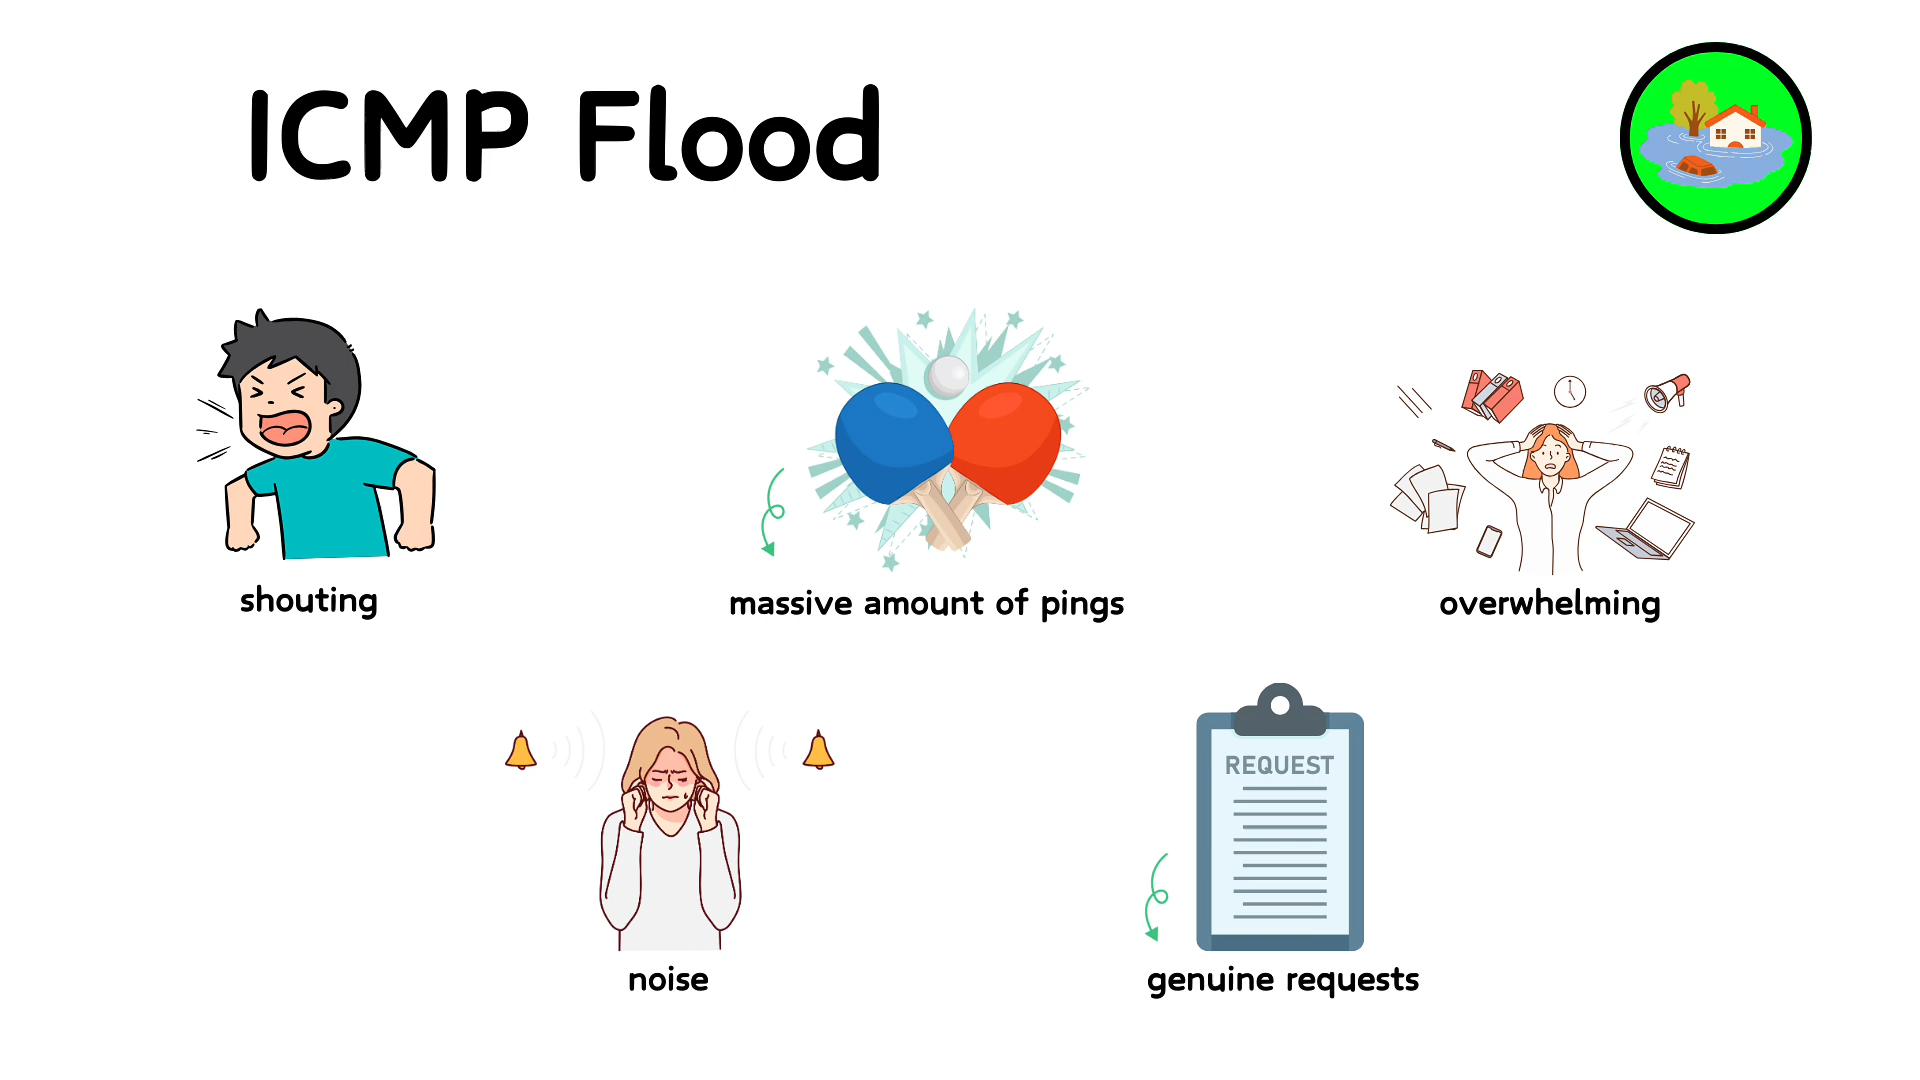 ICMP Flood
shouting
massive amount of pings
overwhelming
REQUEST
noise
genuine requests